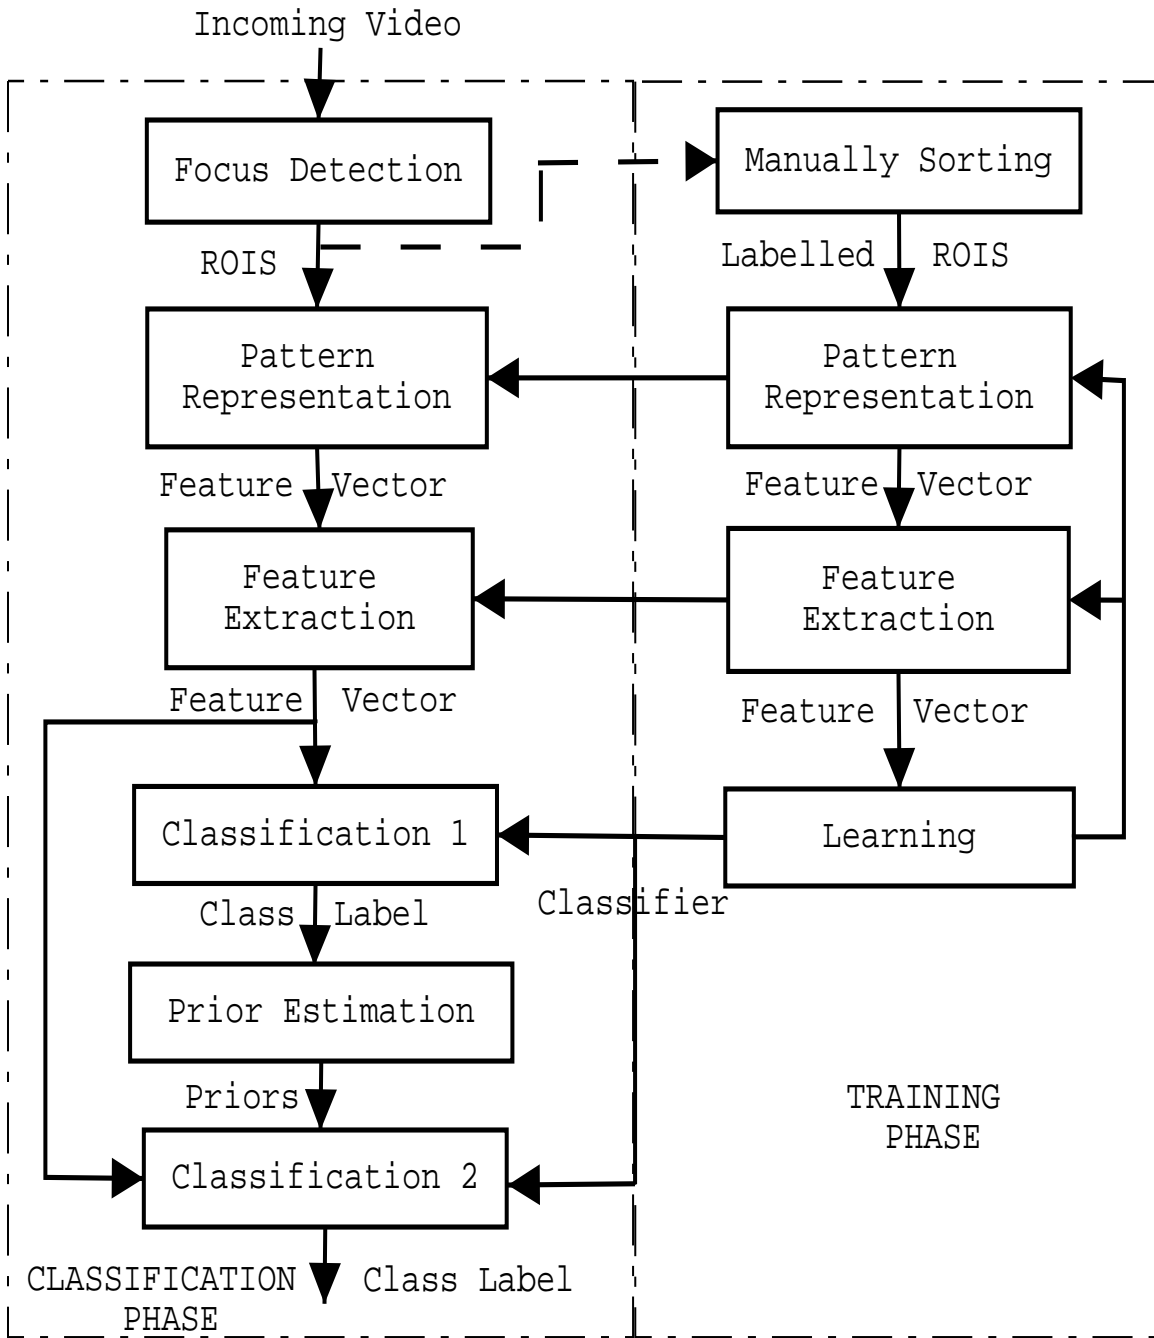 Incoming Video
Focus Detection
Manually Sorting
ROIS
Labelled ROIS
Pattern
Representation
Pattern
Representation
Feature Vector
Feature Vector
Feature
Extraction
Feature
Extraction
Feature Vector
Feature Vector
Classification 1
Learning
Classifier
Class Label
Prior Estimation
Priors
TRAINING
PHASE
Classification 2
CLASSIFICATION
PHASE
Class Label